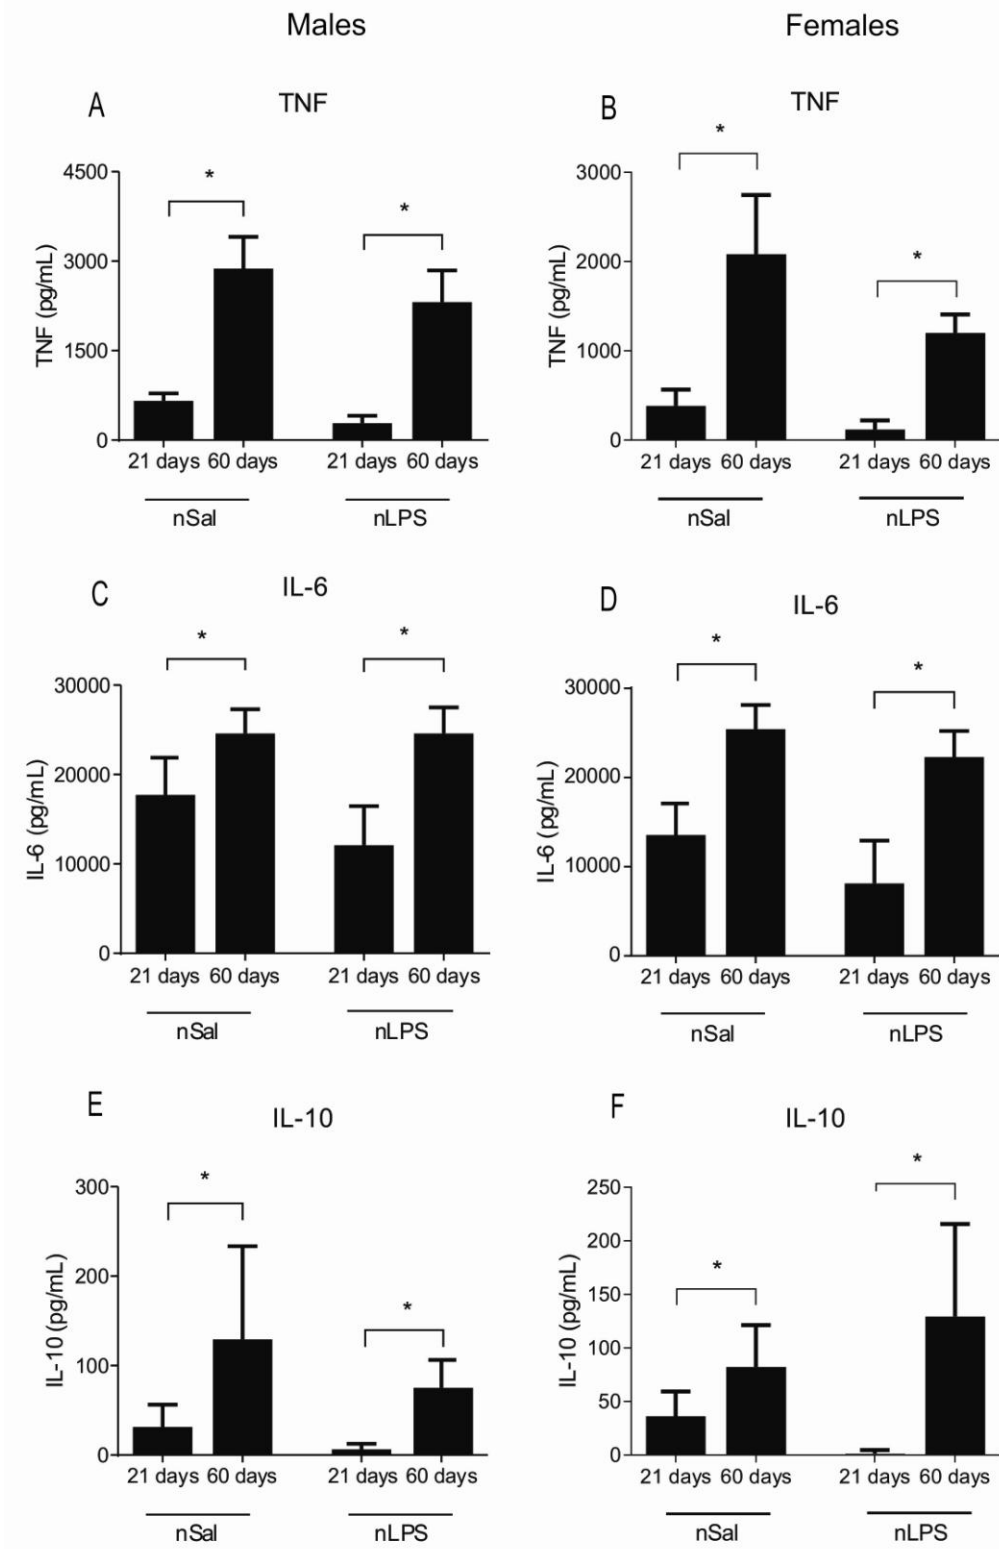 Males Females
A TNF
*
*
4500
3000
1500
0
TNF (pg/mL)
21 days 60 days 21 days 60 days
nSal nLPS
B TNF
*
*
3000
2000
1000
0
TNF (pg/mL)
21 days 60 days 21 days 60 days
nSal nLPS
C IL-6
* *
30000
20000
10000
0
IL-6 (pg/mL)
21 days 60 days 21 days 60 days
nSal nLPS
D IL-6
*
*
30000
20000
10000
0
IL-6 (pg/mL)
21 days 60 days 21 days 60 days
nSal nLPS
E IL-10
*
*
300
200
100
0
IL-10 (pg/mL)
21 days 60 days 21 days 60 days
nSal nLPS
F IL-10
*
*
250
200
150
100
50
0
IL-10 (pg/mL)
21 days 60 days 21 days 60 days
nSal nLPS